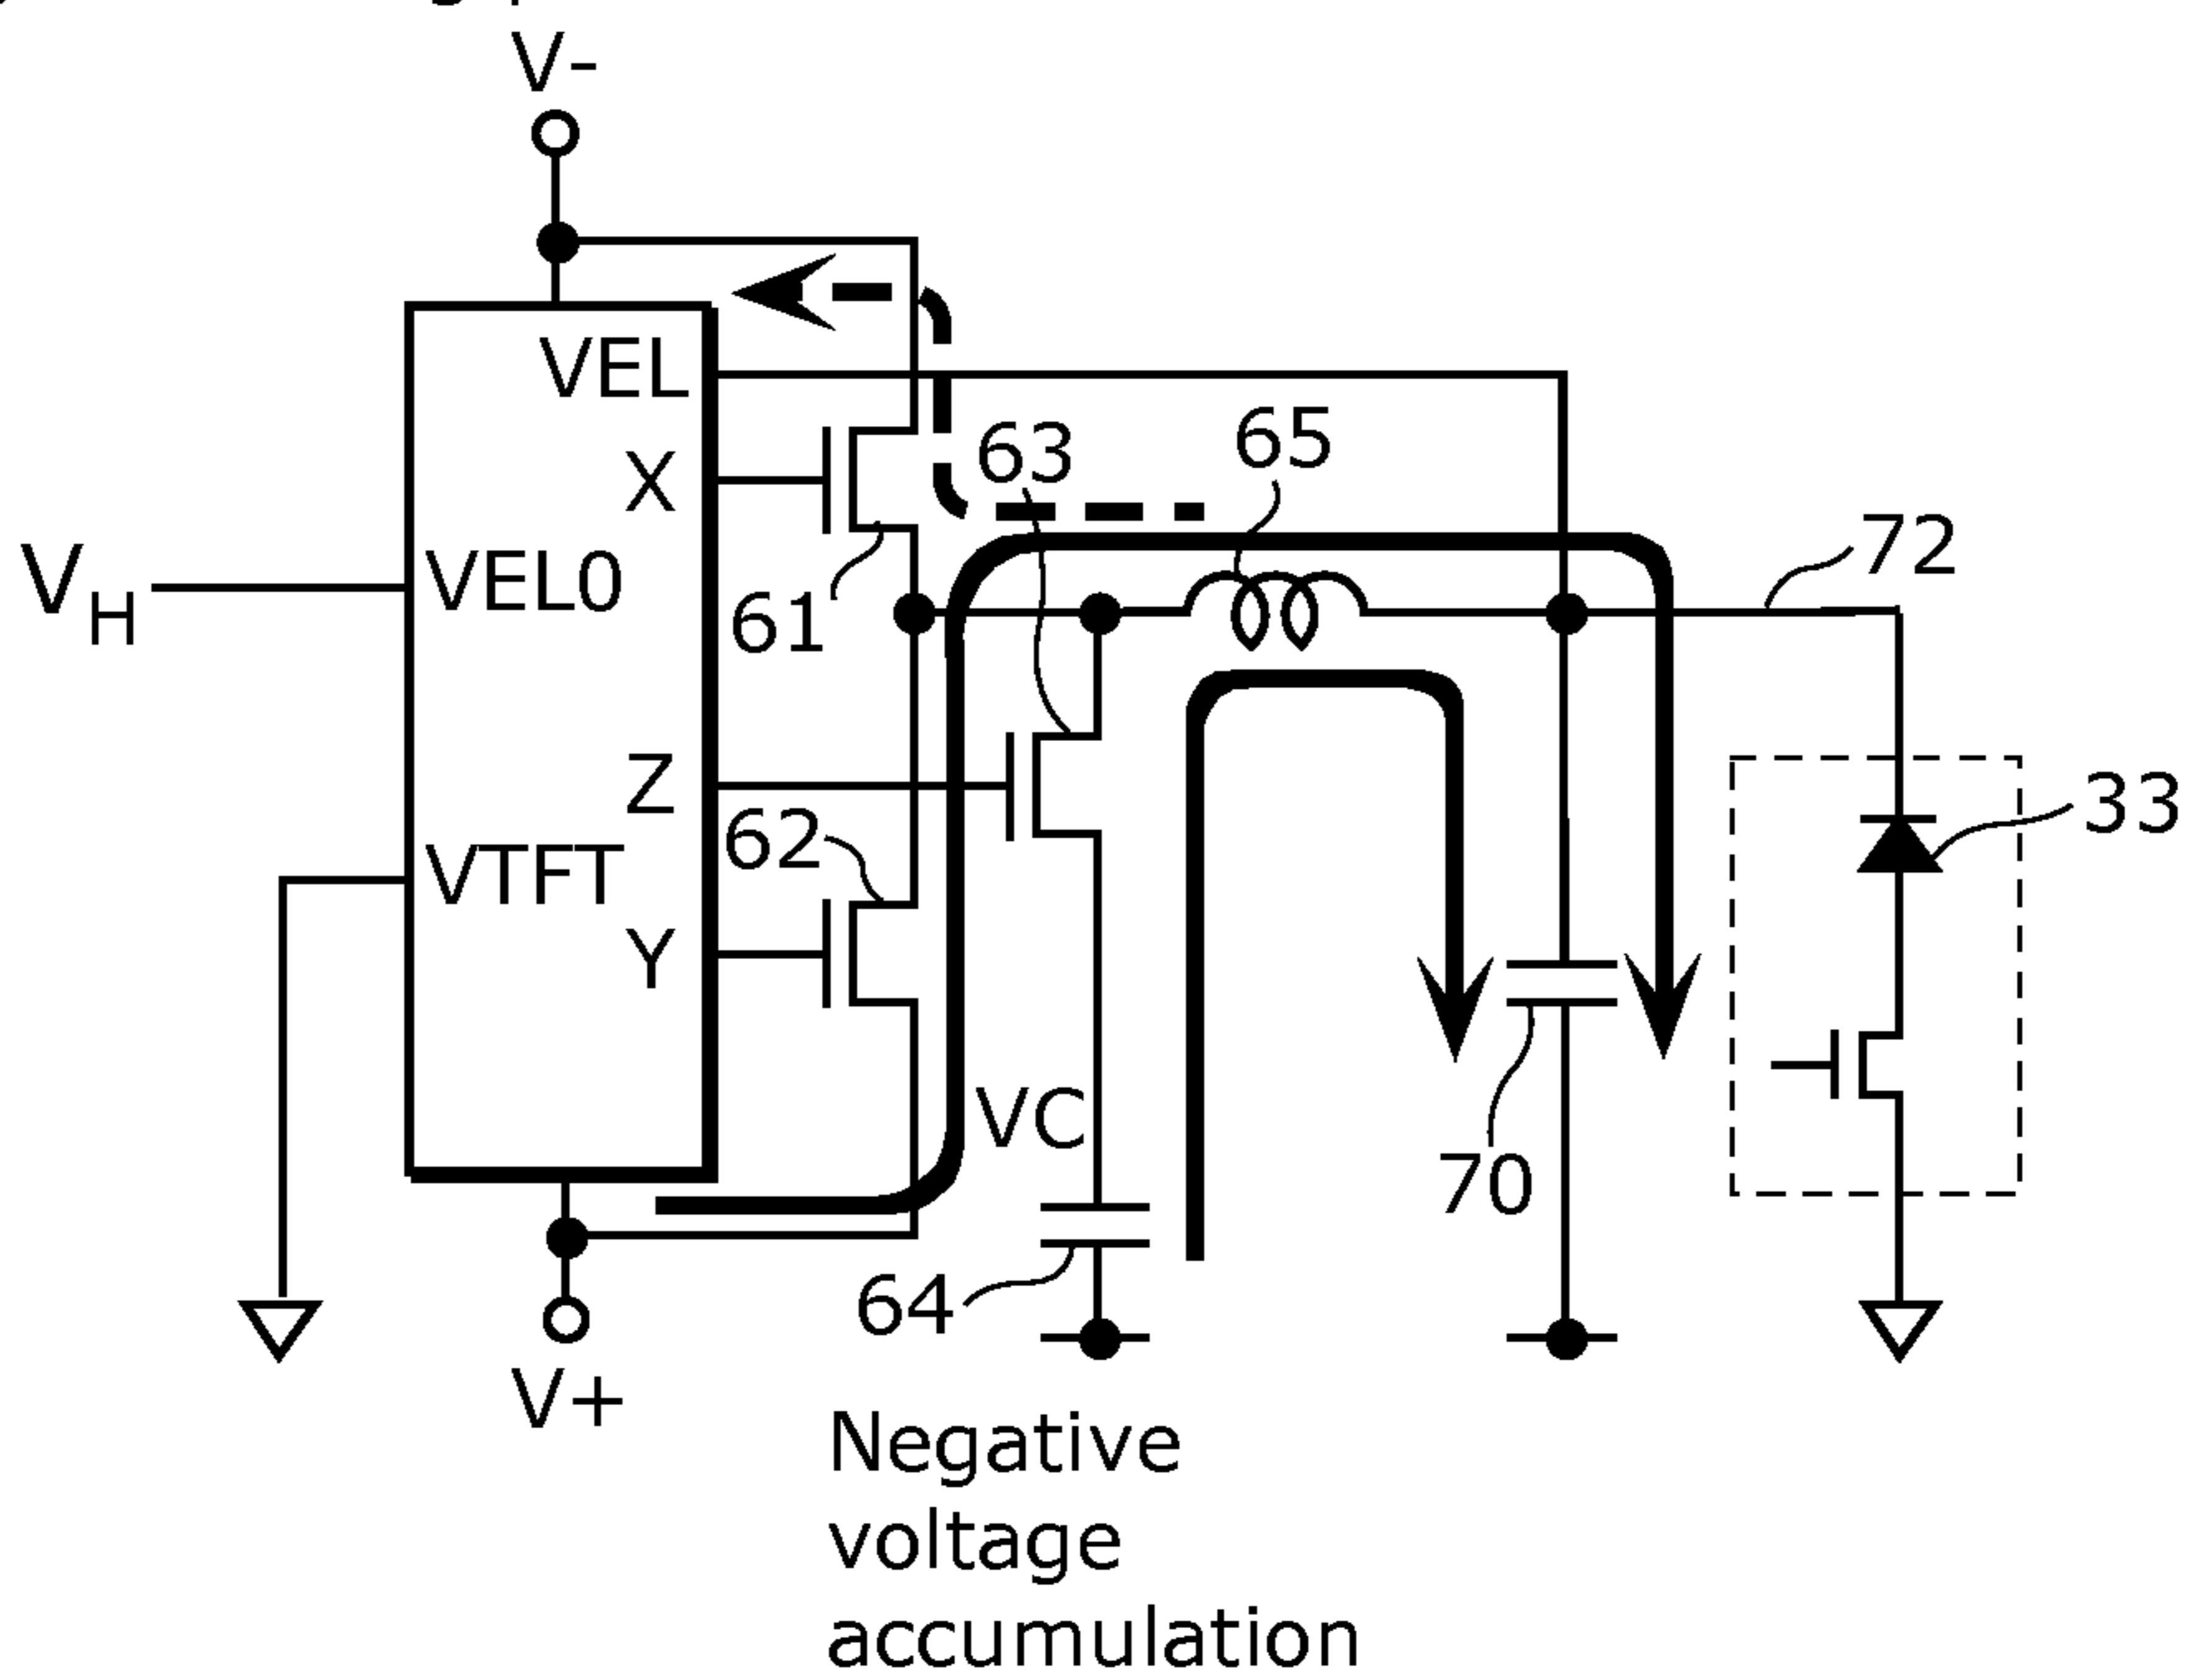 V-
VEL
X
63
65
72
VH
VEL0
61
Z
62
33
VTFT
Y
VC
70
64
V+
Negative
voltage
accumulation